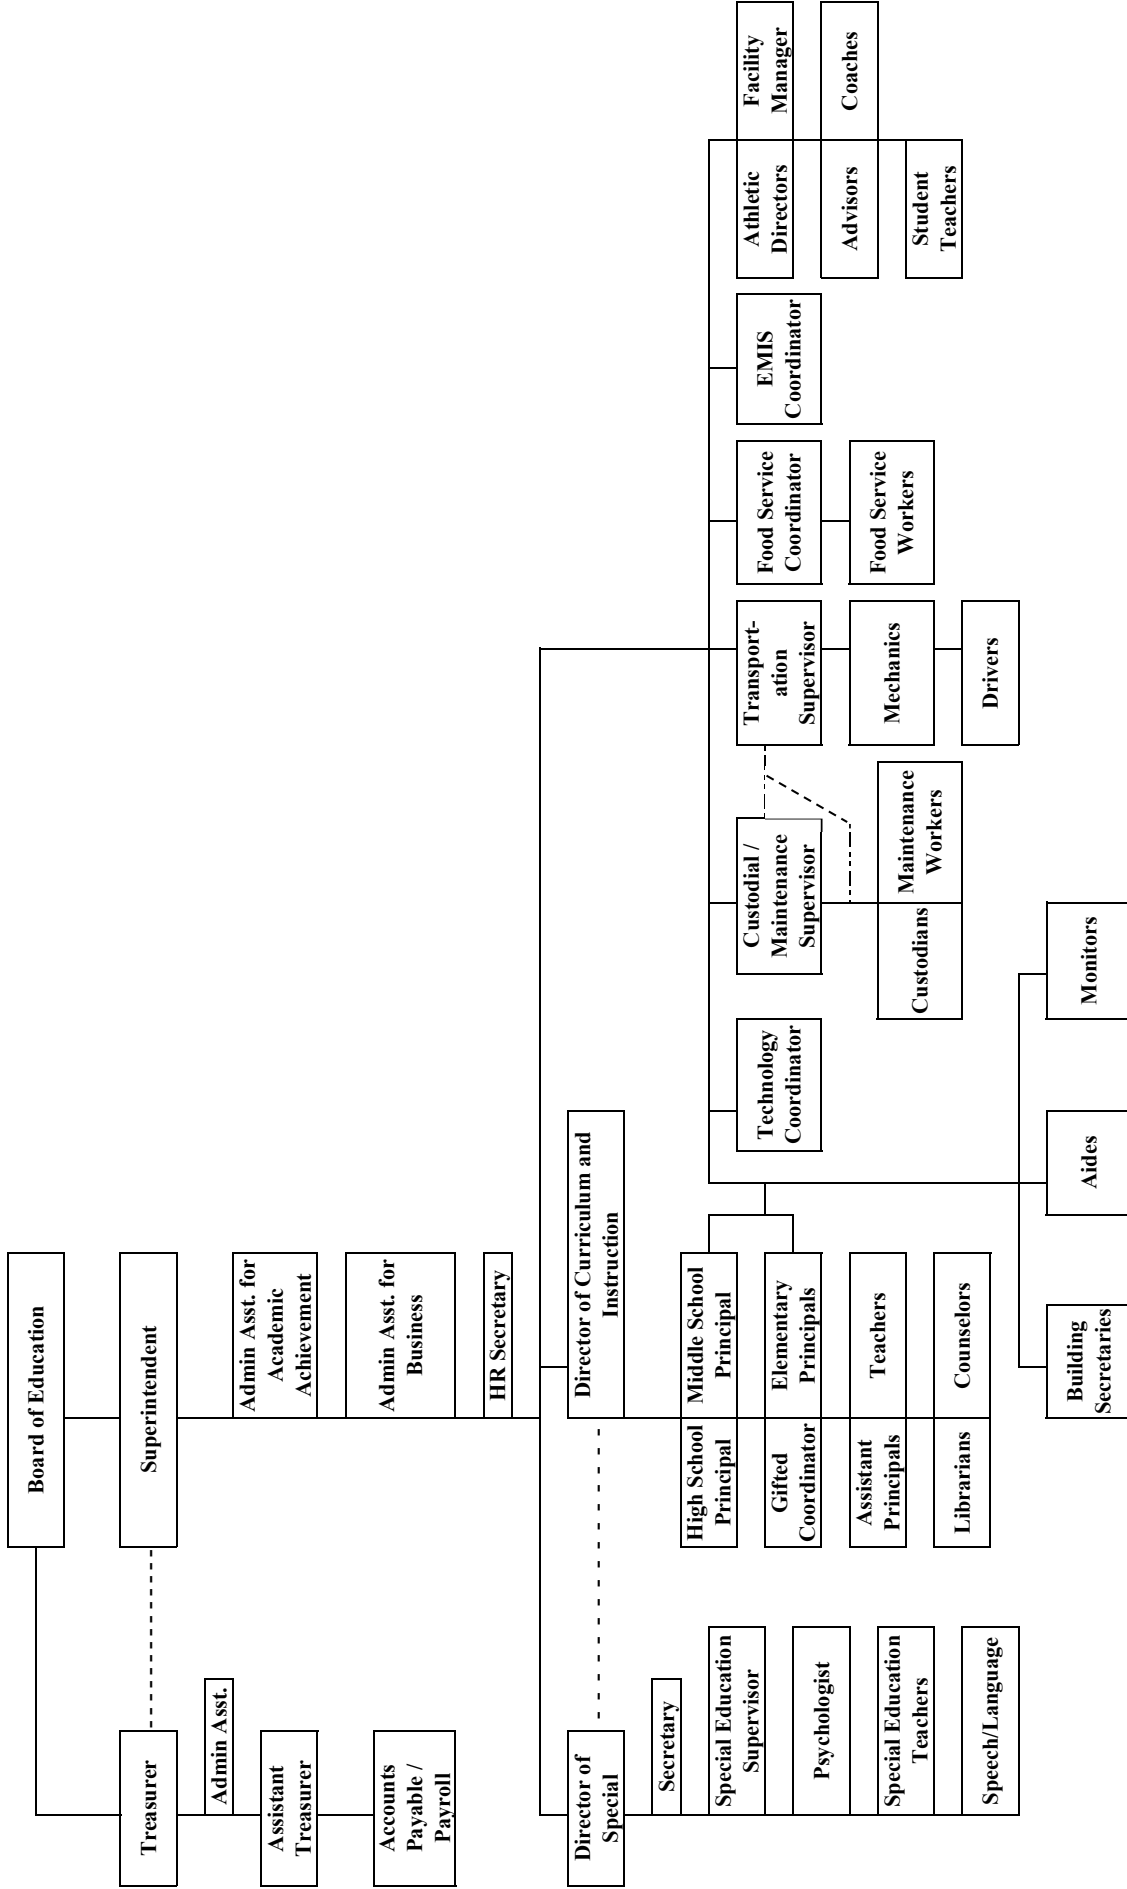 Board of Education
Treasurer
Superintendent
Admin Asst.
Assistant
Treasurer
Accounts
Payable /
Payroll
Admin Asst. for
Academic
Achievement
Admin Asst. for
Business
HR Secretary
Director of
Special
Director of Curriculum and
Instruction
Secretary
Special Education
Supervisor
Psychologist
Special Education
Teachers
Speech/Language
High School
Principal
Middle School
Principal
Gifted
Coordinator
Elementary
Principals
Assistant
Principals
Teachers
Librarians
Counselors
Technology
Coordinator
Custodial /
Maintenance
Supervisor
Transport-
ation
Supervisor
Food Service
Coordinator
EMIS
Coordinator
Athletic
Directors
Facility
Manager
Custodians
Maintenance
Workers
Mechanics
Drivers
Food Service
Workers
Advisors
Coaches
Student
Teachers
Building
Secretaries
Aides
Monitors